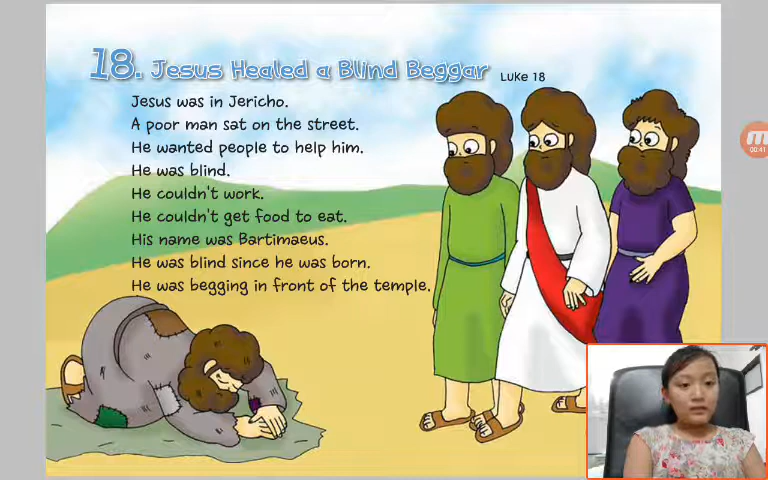 18. Jesus Healed a Blind Beggar Luke 18
Jesus was in Jericho.
A poor man sat on the street.
He wanted people to help him.
He was blind.
He couldn't work.
He couldn't get food to eat.
His name was Bartimaeus.
He was blind since he was born.
He was begging in front of the temple.
00:41